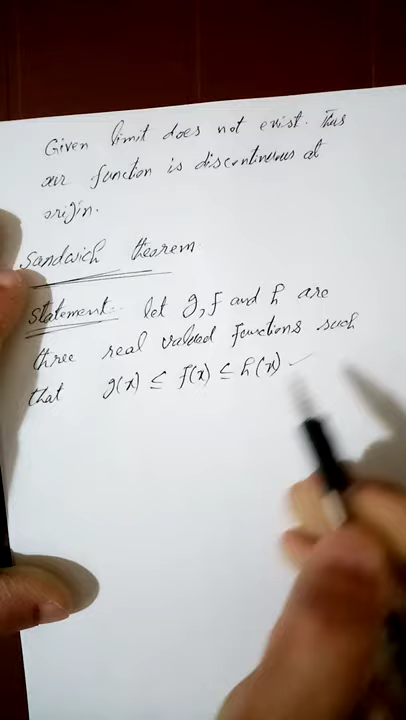 Given limit does not exist. Thus
our function is discontinuous at
origin.
Sandwich theorem
Statement. let g, f and h are
three real valued functions such
that g(x) ≤ f(x) ≤ h(x)